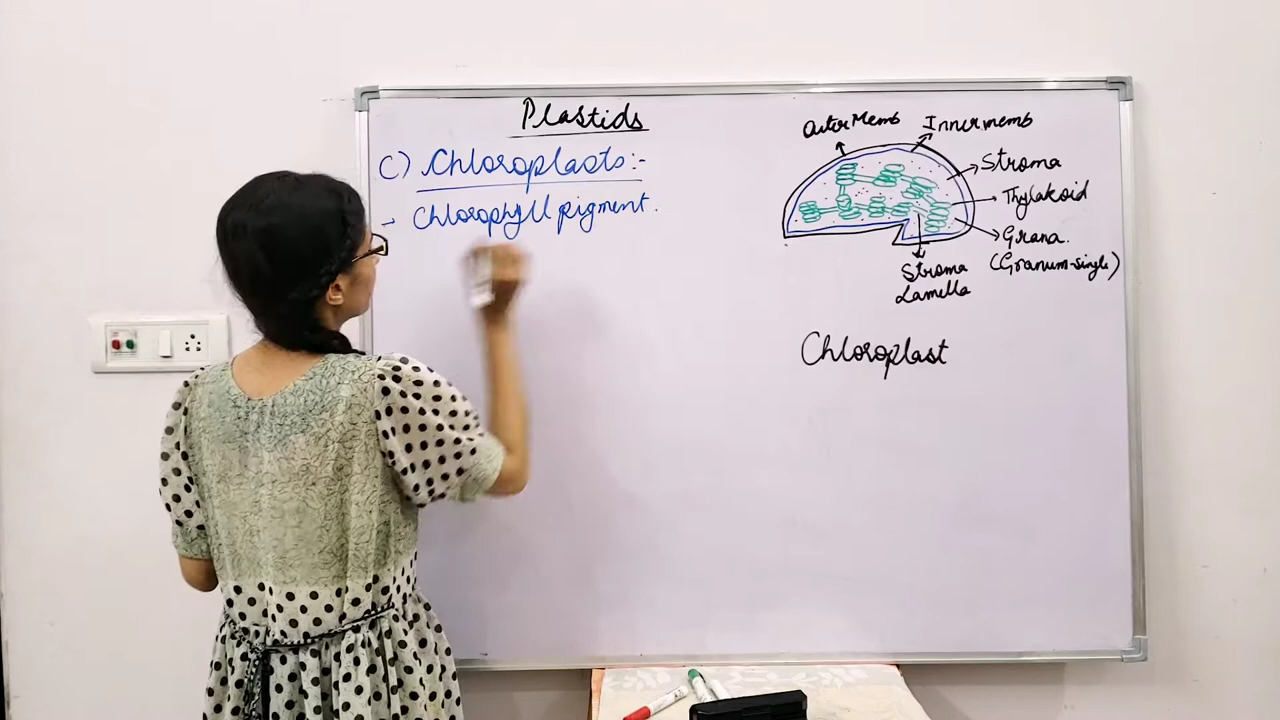 Plastids
C) Chloroplasts:-
- Chlorophyll pigment.
Outer Memb
Inner memb
Stroma
Thylakoid
Grana.
(Granum-single)
Stroma
Lamella
Chloroplast